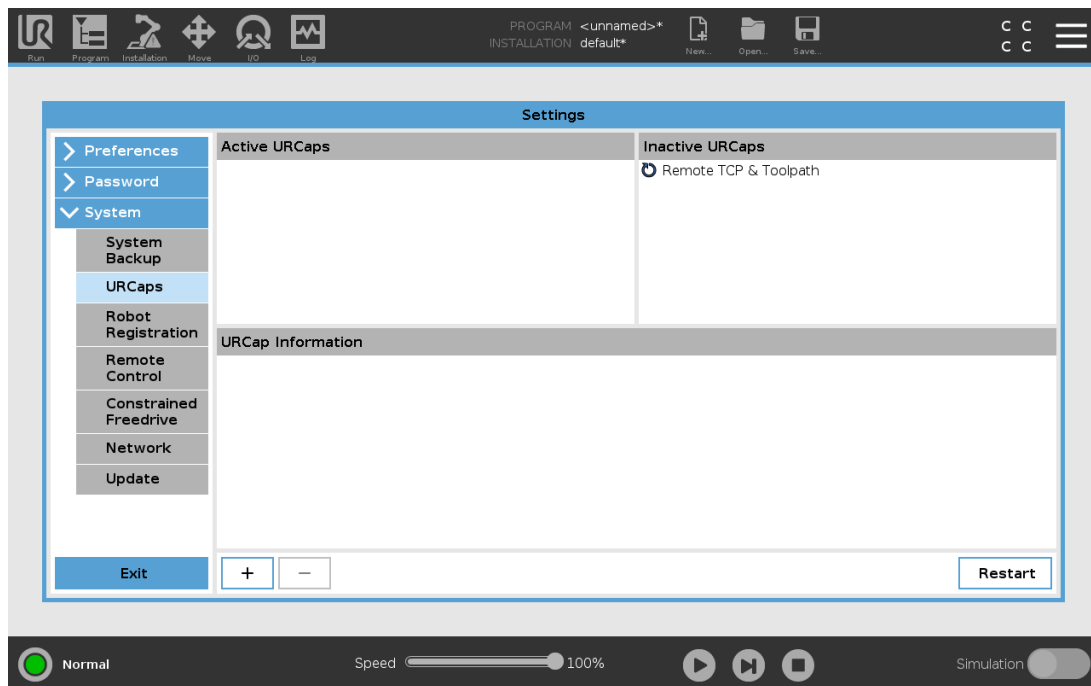 PROGRAM <unnamed>*
INSTALLATION default*
C C
C C
Run
Program
Installation
Move
I/O
Log
New...
Open...
Save...
Settings
Preferences
Password
System
System
Backup
URCaps
Robot
Registration
Remote
Control
Constrained
Freedrive
Network
Update
Exit
Active URCaps
Inactive URCaps
Remote TCP & Toolpath
URCap Information
+
−
Restart
Normal
Speed
100%
Simulation